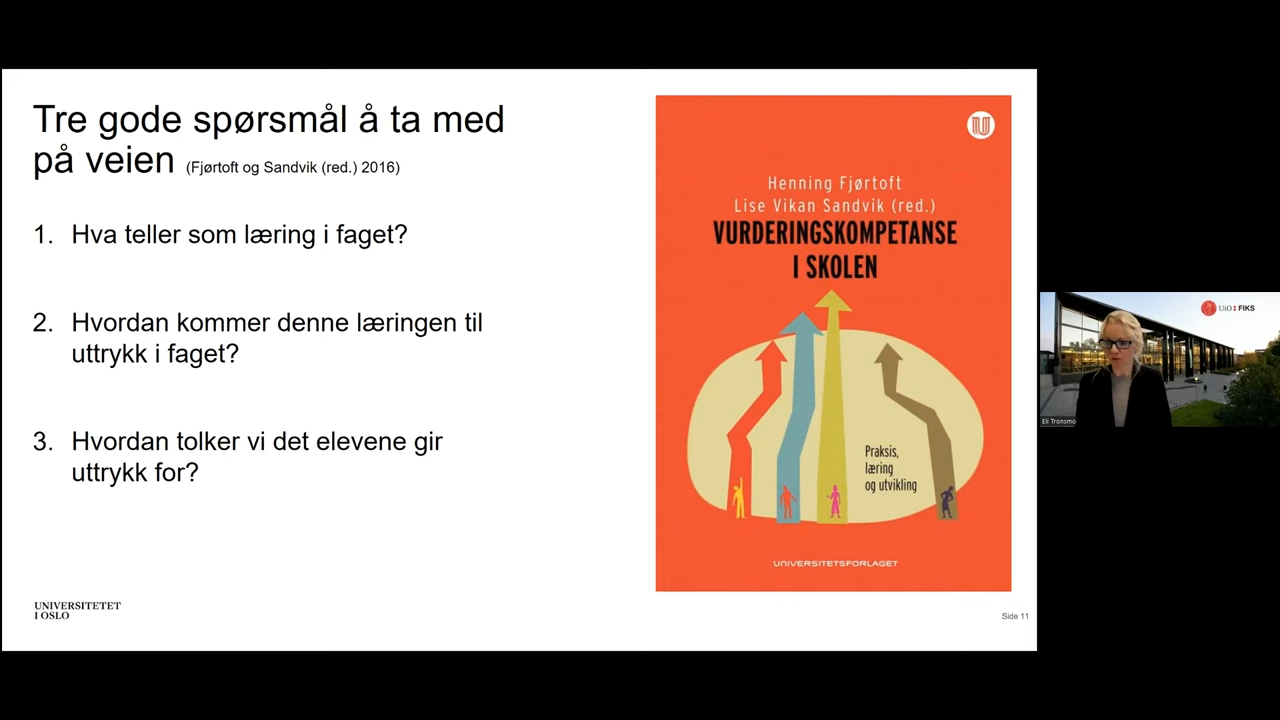 Tre gode spørsmål å ta med
på veien (Fjørtoft og Sandvik (red.) 2016)
1. Hva teller som læring i faget?
2. Hvordan kommer denne læringen til
uttrykk i faget?
3. Hvordan tolker vi det elevene gir
uttrykk for?
UNIVERSITETET
I OSLO
Henning Fjørtoft
Lise Vikan Sandvik (red.)
VURDERINGSKOMPETANSE
I SKOLEN
Praksis,
læring
og utvikling
UNIVERSITETSFORLAGET
Side 11
UiO: FIKS
Eli Tronsmo